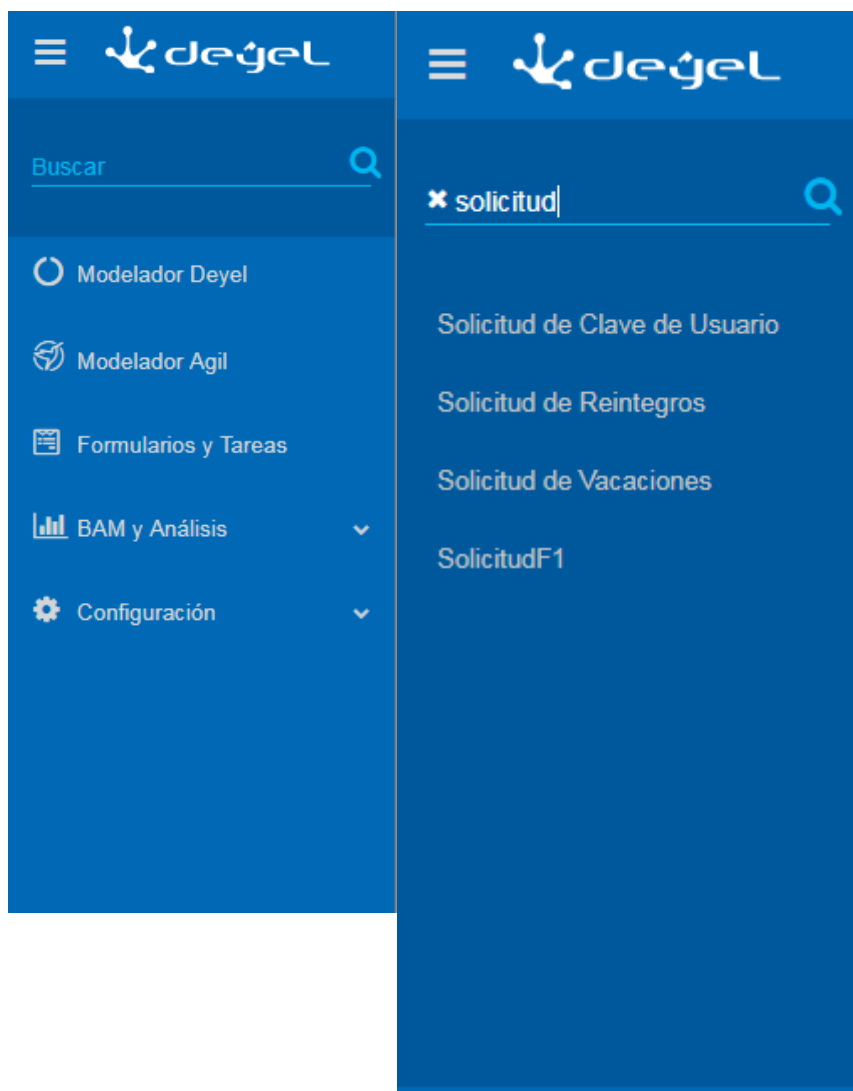 deyel
Buscar
Modelador Deyel
Modelador Agil
Formularios y Tareas
BAM y Análisis
Configuración
deyel
solicitud
Solicitud de Clave de Usuario
Solicitud de Reintegros
Solicitud de Vacaciones
SolicitudF1